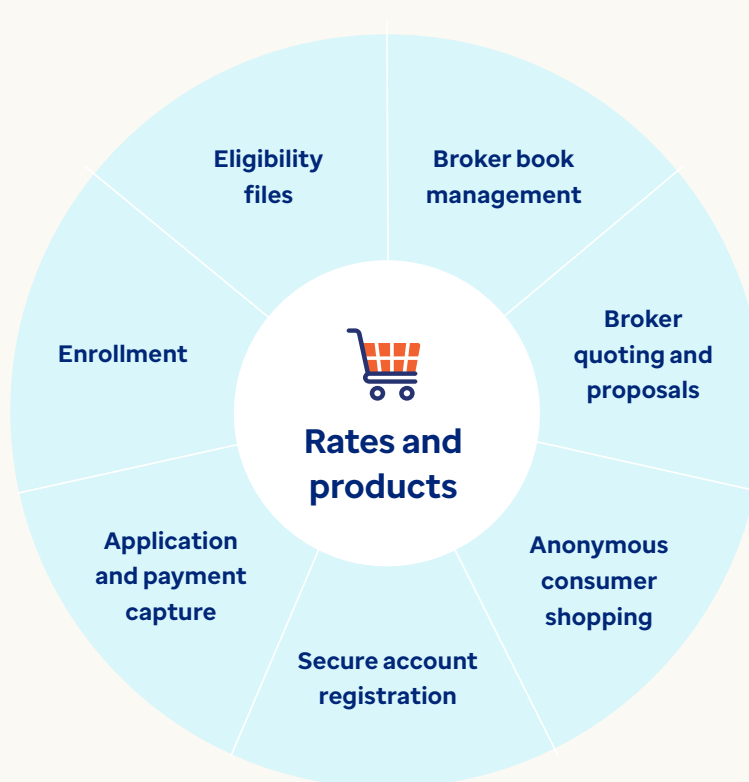 Rates and
products
Broker book
management
Broker
quoting and
proposals
Anonymous
consumer
shopping
Secure account
registration
Application
and payment
capture
Enrollment
Eligibility
files